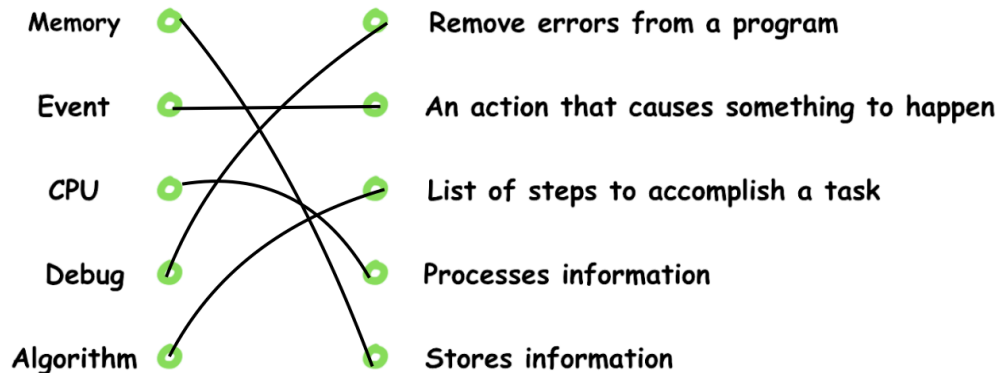 Memory Remove errors from a program
Event An action that causes something to happen
CPU List of steps to accomplish a task
Debug Processes information
Algorithm Stores information